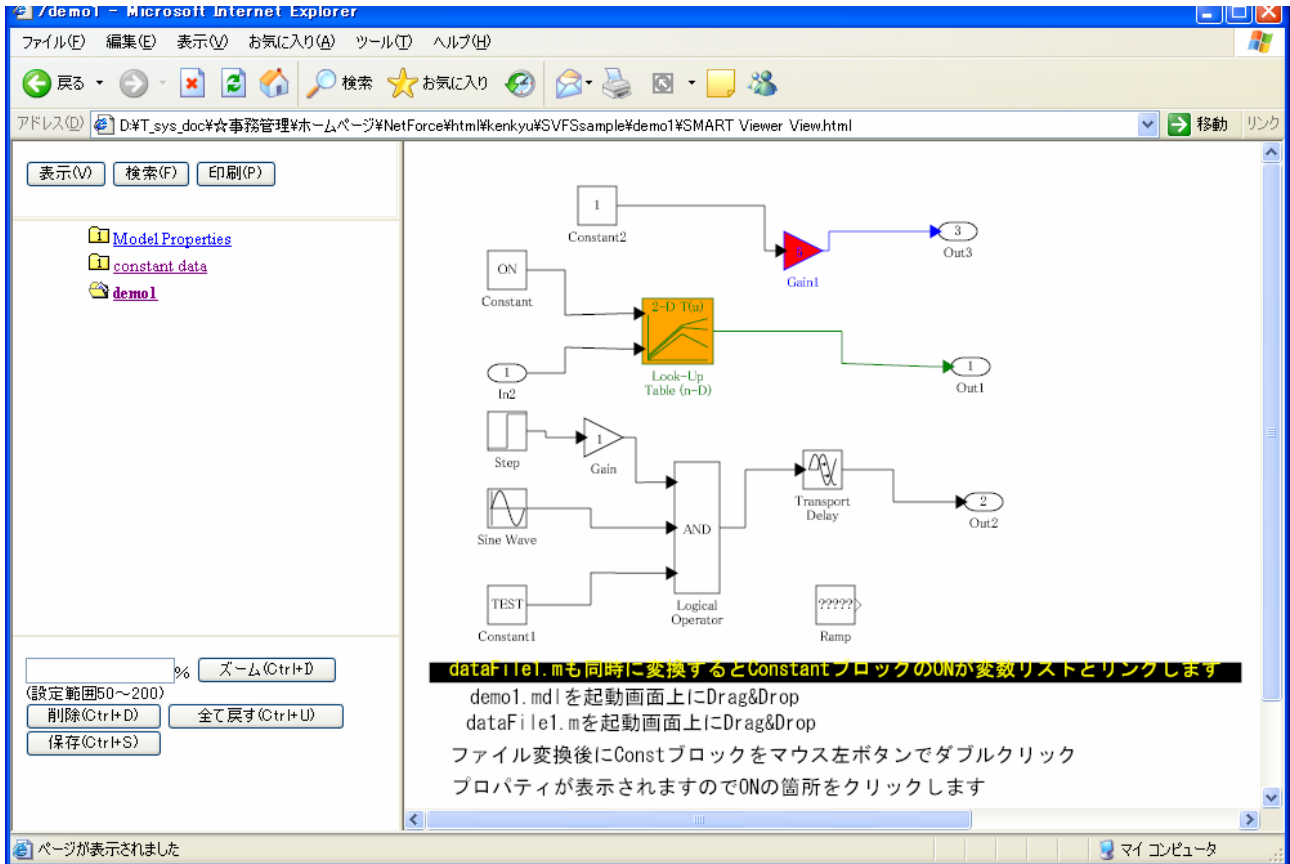 /demo1 - Microsoft Internet Explorer
ファイル(F) 編集(E) 表示(V) お気に入り(A) ツール(T) ヘルプ(H)
戻る 検索 お気に入り
アドレス(D) D:¥T_sys_doc¥☆事務管理¥ホームページ¥NetForce¥html¥kenkyu¥SVFSsample¥demo1¥SMART Viewer View.html 移動 リンク
表示(V) 検索(F) 印刷(P)
Model Properties
constant data
demo1
%
ズーム(Ctrl+I)
(設定範囲50～200)
削除(Ctrl+D) 全て戻す(Ctrl+U)
保存(Ctrl+S)
1
Constant2
Gain1
3
Out3
ON
Constant
2-D T(u)
Look-Up
Table (n-D)
1
In2
1
Out1
Step
1
Gain
Sine Wave
AND
Logical
Operator
Transport
Delay
2
Out2
TEST
Constant1
?????
Ramp
dataFile1.mも同時に変換するとConstantブロックのONが変数リストとリンクします
demo1.mdlを起動画面上にDrag&Drop
dataFile1.mを起動画面上にDrag&Drop
ファイル変換後にConstブロックをマウス左ボタンでダブルクリック
プロパティが表示されますのでONの箇所をクリックします
ページが表示されました マイ コンピュータ